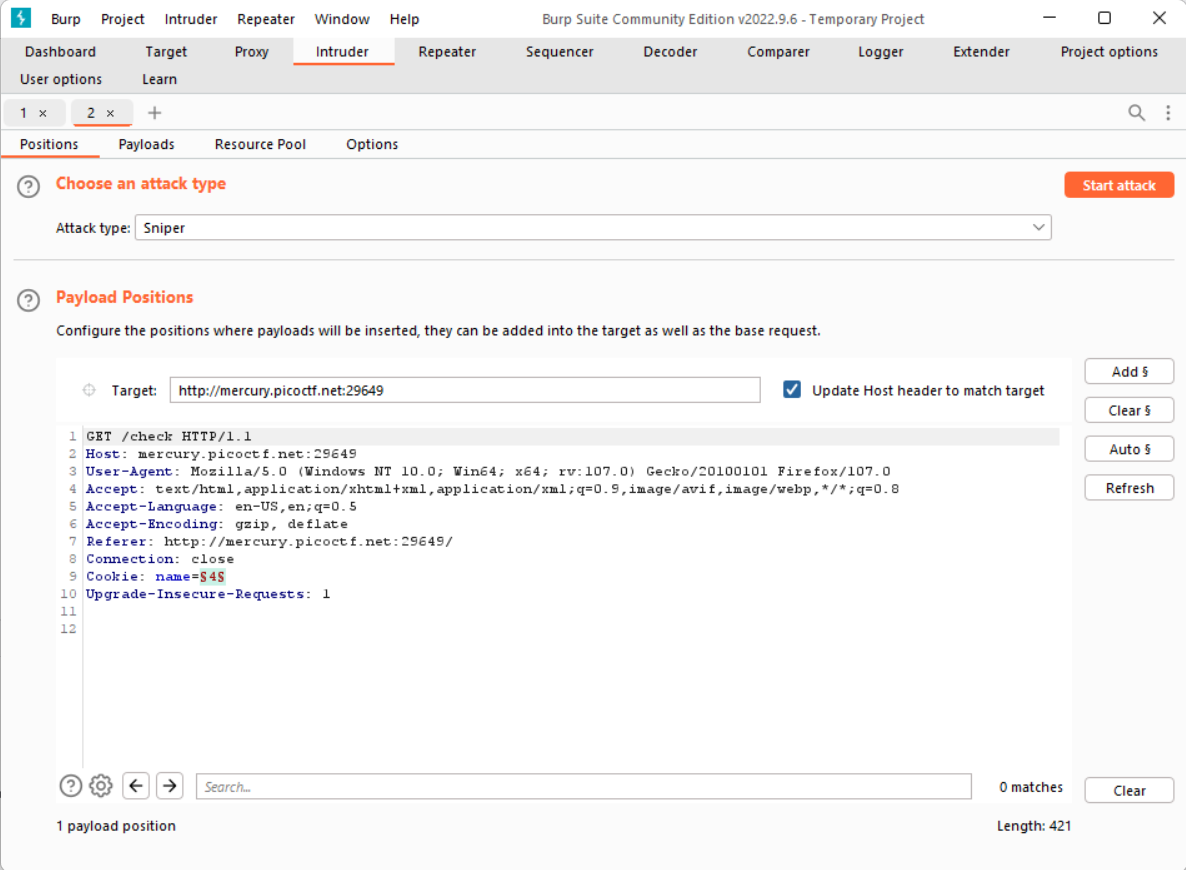 Burp Project Intruder Repeater Window Help Burp Suite Community Edition v2022.9.6 - Temporary Project
Dashboard Target Proxy Intruder Repeater Sequencer Decoder Comparer Logger Extender Project options
User options Learn
1 × 2 × +
Positions Payloads Resource Pool Options
? Choose an attack type Start attack
Attack type: Sniper
? Payload Positions
Configure the positions where payloads will be inserted, they can be added into the target as well as the base request.
Target: http://mercury.picoctf.net:29649 Update Host header to match target
Add §
Clear §
Auto §
Refresh
1 GET /check HTTP/1.1
2 Host: mercury.picoctf.net:29649
3 User-Agent: Mozilla/5.0 (Windows NT 10.0; Win64; x64; rv:107.0) Gecko/20100101 Firefox/107.0
4 Accept: text/html,application/xhtml+xml,application/xml;q=0.9,image/avif,image/webp,*/*;q=0.8
5 Accept-Language: en-US,en;q=0.5
6 Accept-Encoding: gzip, deflate
7 Referer: http://mercury.picoctf.net:29649/
8 Connection: close
9 Cookie: name=§4§
10 Upgrade-Insecure-Requests: 1
11
12
? Search... 0 matches Clear
1 payload position Length: 421